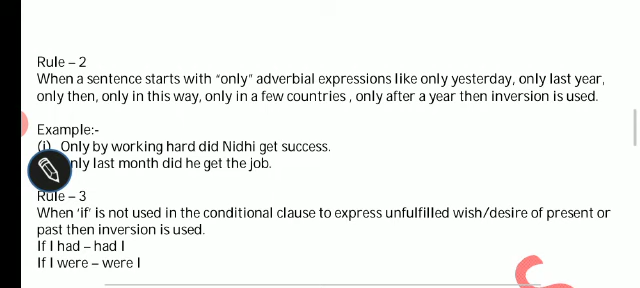 Rule – 2
When a sentence starts with “only” adverbial expressions like only yesterday, only last year,
only then, only in this way, only in a few countries , only after a year then inversion is used.
Example:-
(i) Only by working hard did Nidhi get success.
last month did he get the job.
Rule – 3
When ‘if’ is not used in the conditional clause to express unfulfilled wish/desire of present or
past then inversion is used.
If I had – had I
If I were – were I